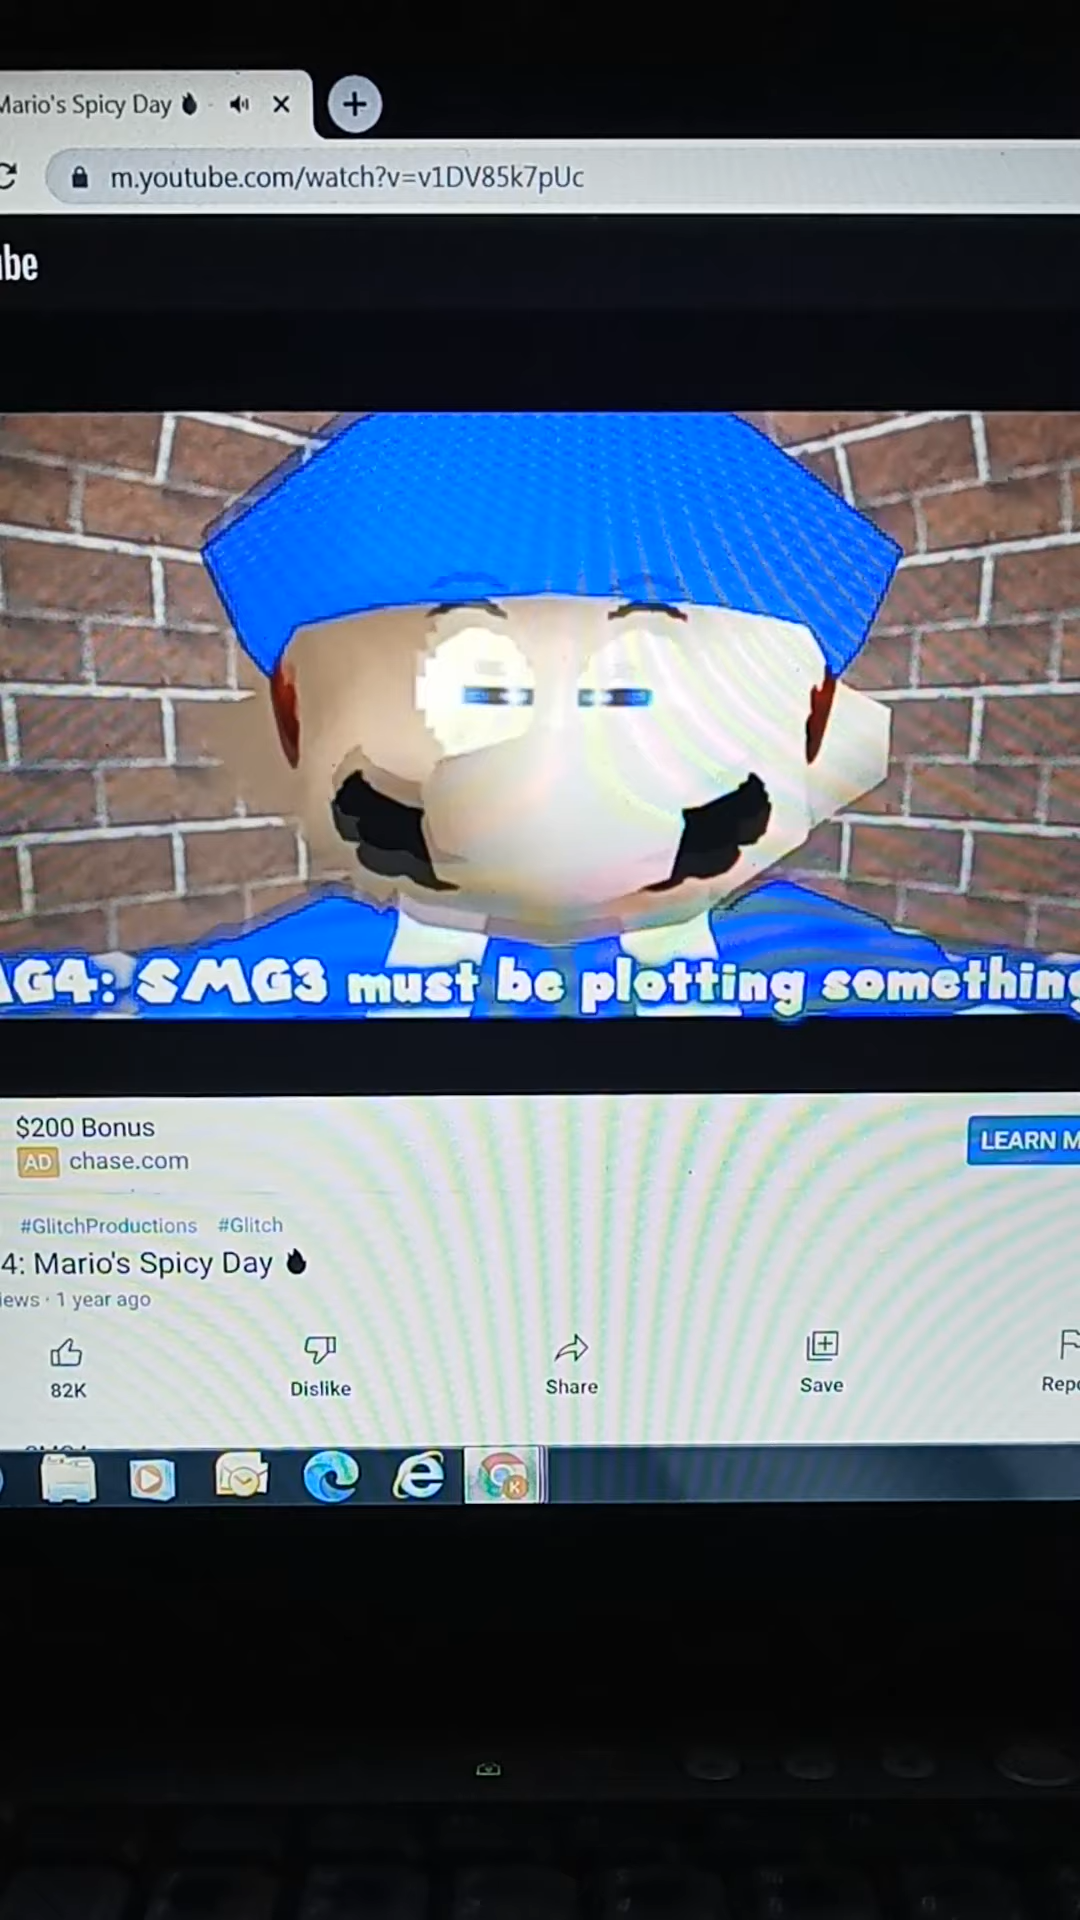 Mario's Spicy Day
m.youtube.com/watch?v=v1DV85k7pUc
be
G4: SMG3 must be plotting something
$200 Bonus
AD chase.com
LEARN M
#GlitchProductions #Glitch
4: Mario's Spicy Day
iews · 1 year ago
82K
Dislike
Share
Save
Repo
K